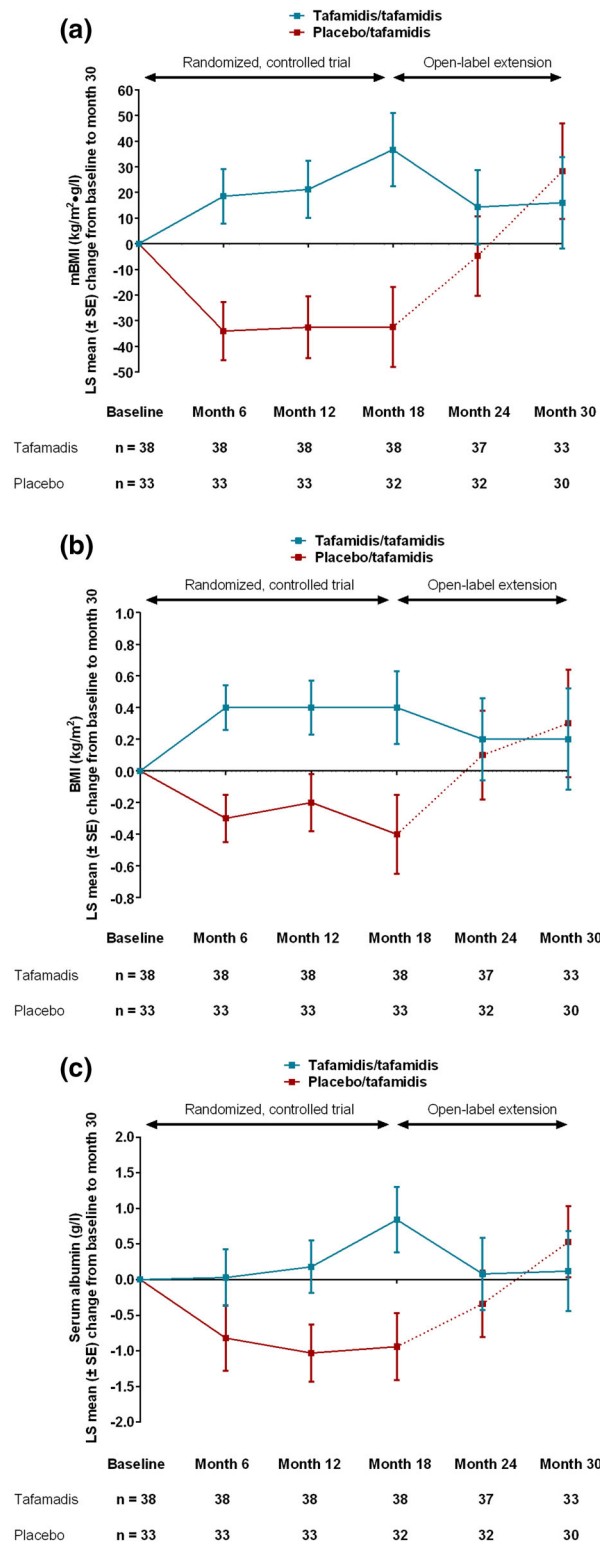 (a)
Tafamidis/tafamidis
Placebo/tafamidis
Randomized, controlled trial
Open-label extension
mBMI (kg/m²•g/l)
LS mean (± SE) change from baseline to month 30
60
50
40
30
20
10
0
-10
-20
-30
-40
-50
Baseline Month 6 Month 12 Month 18 Month 24 Month 30
Tafamadis n = 38 38 38 38 37 33
Placebo n = 33 33 33 32 32 30
(b)
Tafamidis/tafamidis
Placebo/tafamidis
Randomized, controlled trial
Open-label extension
BMI (kg/m²)
LS mean (± SE) change from baseline to month 30
1.0
0.8
0.6
0.4
0.2
0.0
-0.2
-0.4
-0.6
-0.8
Baseline Month 6 Month 12 Month 18 Month 24 Month 30
Tafamadis n = 38 38 38 38 37 33
Placebo n = 33 33 33 33 32 30
(c)
Tafamidis/tafamidis
Placebo/tafamidis
Randomized, controlled trial
Open-label extension
Serum albumin (g/l)
LS mean (± SE) change from baseline to month 30
2.0
1.5
1.0
0.5
0.0
-0.5
-1.0
-1.5
-2.0
Baseline Month 6 Month 12 Month 18 Month 24 Month 30
Tafamadis n = 38 38 38 38 37 33
Placebo n = 33 33 33 32 32 30